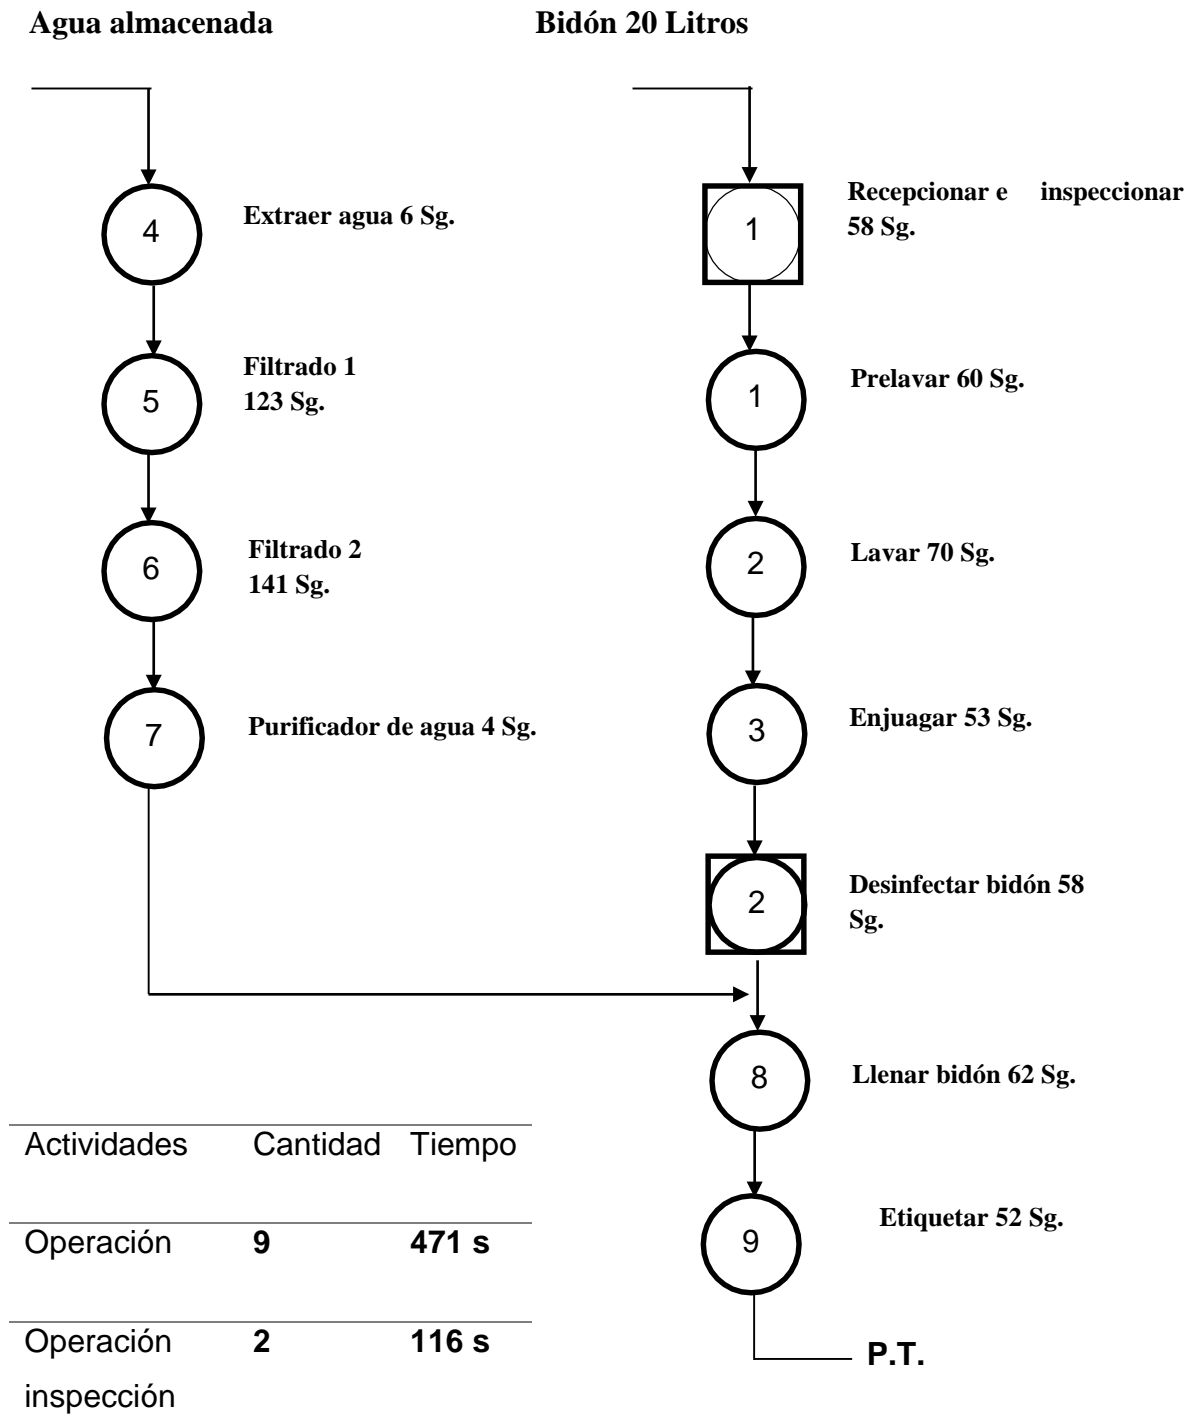 Agua almacenada
Bidón 20 Litros
4
Extraer agua 6 Sg.
5
Filtrado 1
123 Sg.
6
Filtrado 2
141 Sg.
7
Purificador de agua 4 Sg.
1
Recepcionar e inspeccionar
58 Sg.
1
Prelavar 60 Sg.
2
Lavar 70 Sg.
3
Enjuagar 53 Sg.
2
Desinfectar bidón 58
Sg.
8
Llenar bidón 62 Sg.
9
Etiquetar 52 Sg.
P.T.
Actividades Cantidad Tiempo
Operación 9 471 s
Operación 2 116 s
inspección